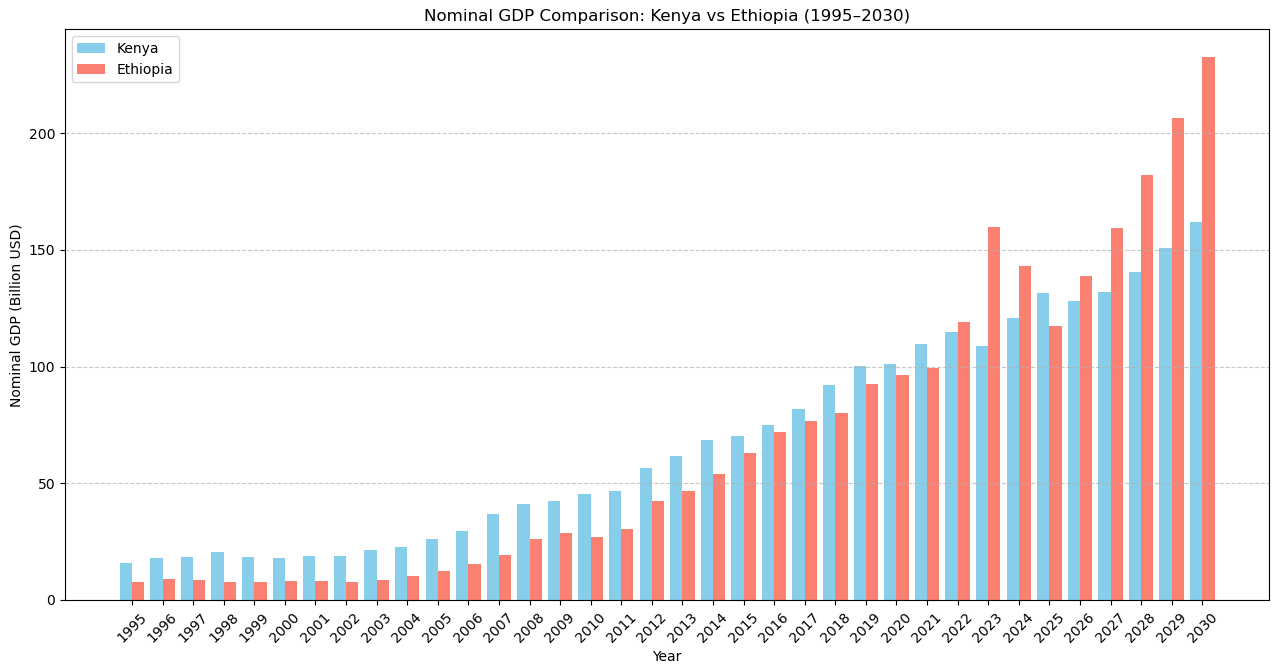 Nominal GDP Comparison: Kenya vs Ethiopia (1995–2030)
Kenya
Ethiopia
Nominal GDP (Billion USD)
200
150
100
50
0
1995 1996 1997 1998 1999 2000 2001 2002 2003 2004 2005 2006 2007 2008 2009 2010 2011 2012 2013 2014 2015 2016 2017 2018 2019 2020 2021 2022 2023 2024 2025 2026 2027 2028 2029 2030
Year